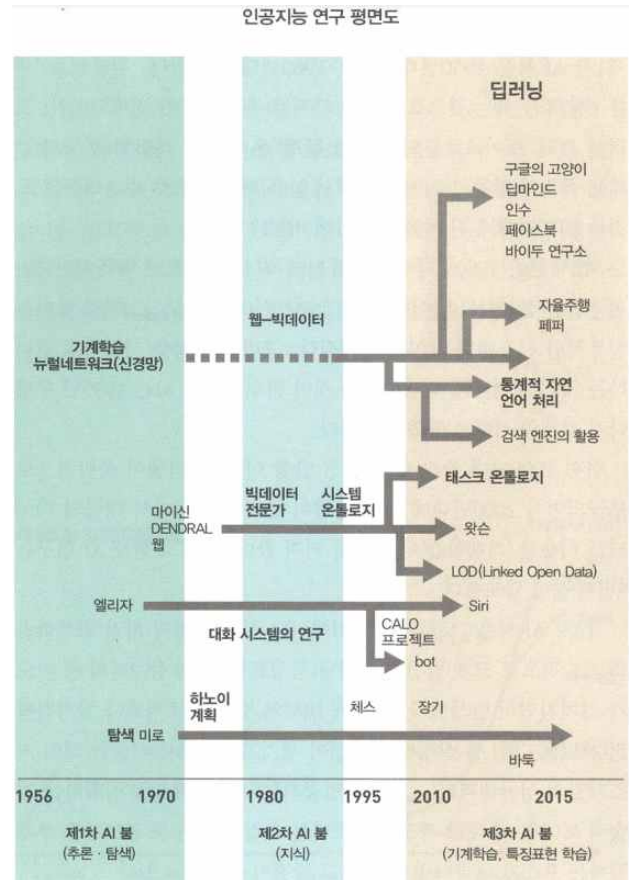 인공지능 연구 평면도
딥러닝
구글의 고양이
딥마인드
인수
페이스북
바이두 연구소
웹-빅데이터
자율주행
페퍼
기계학습
뉴럴네트워크(신경망)
통계적 자연
언어 처리
검색 엔진의 활용
태스크 온톨로지
빅데이터
전문가
시스템
온톨로지
마이신
DENDRAL
웹
왓슨
LOD(Linked Open Data)
엘리자
Siri
대화 시스템의 연구
CALO
프로젝트
bot
하노이
계획
체스
장기
탐색 미로
바둑
1956
1970
1980
1995
2010
2015
제1차 AI 붐
(추론·탐색)
제2차 AI 붐
(지식)
제3차 AI 붐
(기계학습, 특징표현 학습)